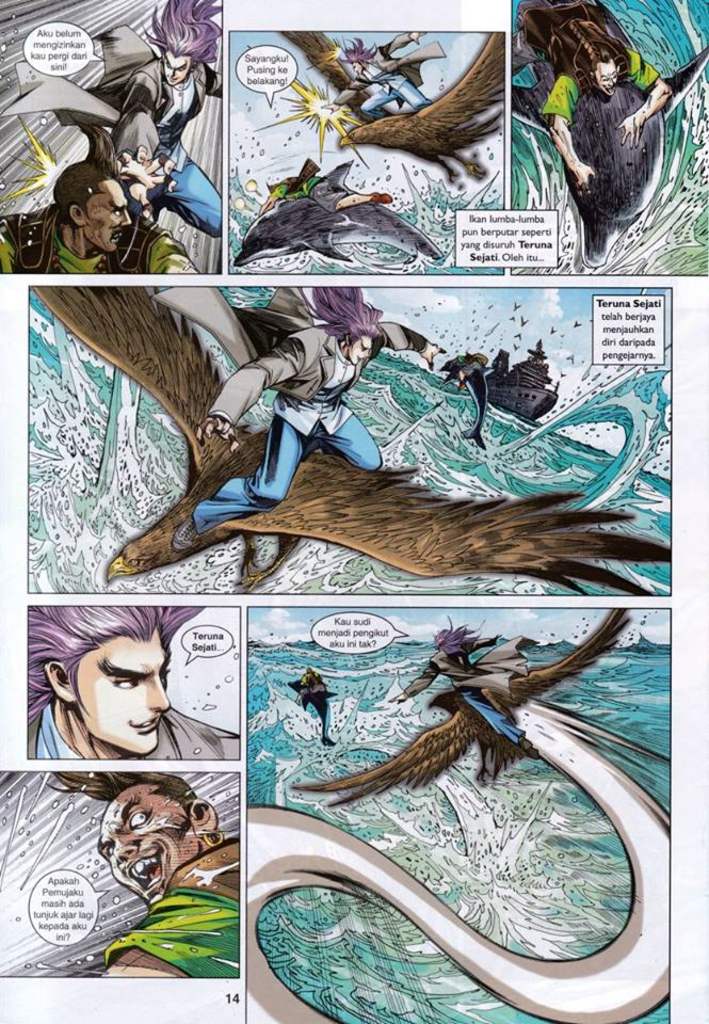 Aku belum
mengizinkan
kau pergi dari
sini!
Sayangku!
Pusing ke
belakang!
Ikan lumba-lumba
pun berputar seperti
yang disuruh Teruna
Sejati. Oleh itu...
Teruna Sejati
telah berjaya
menjauhkan
diri daripada
pengejarnya.
Teruna
Sejati...
Kau sudi
menjadi pengikut
aku ini tak?
Apakah
Pemujaku
masih ada
tunjuk ajar lagi
kepada aku
ini?
14